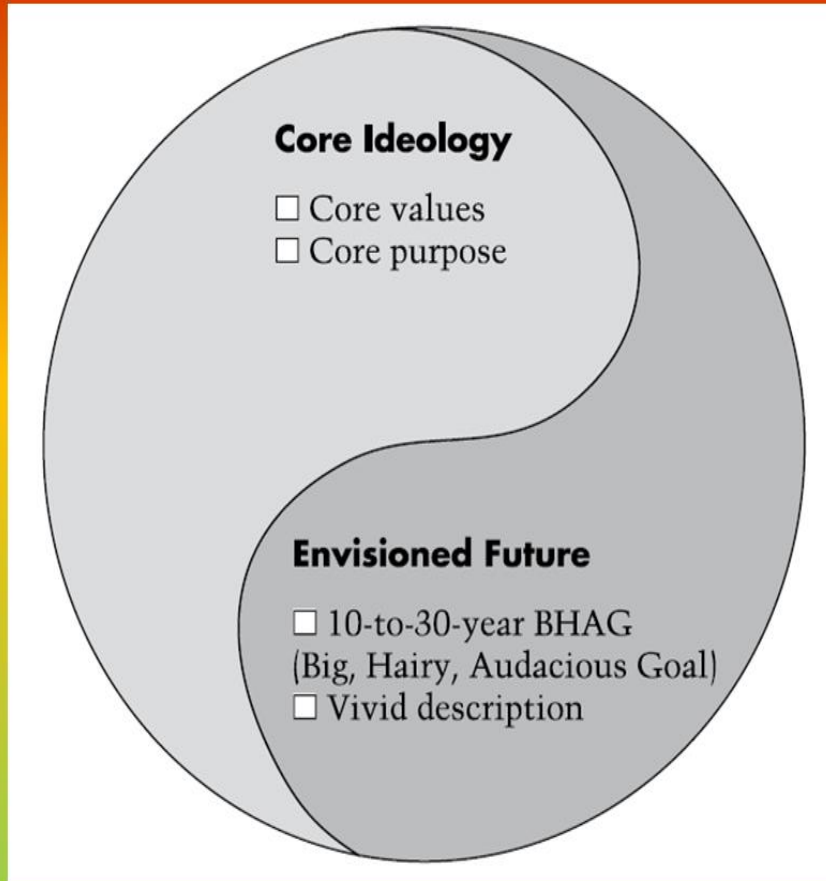 Core Ideology
☐ Core values
☐ Core purpose
Envisioned Future
☐ 10-to-30-year BHAG
(Big, Hairy, Audacious Goal)
☐ Vivid description